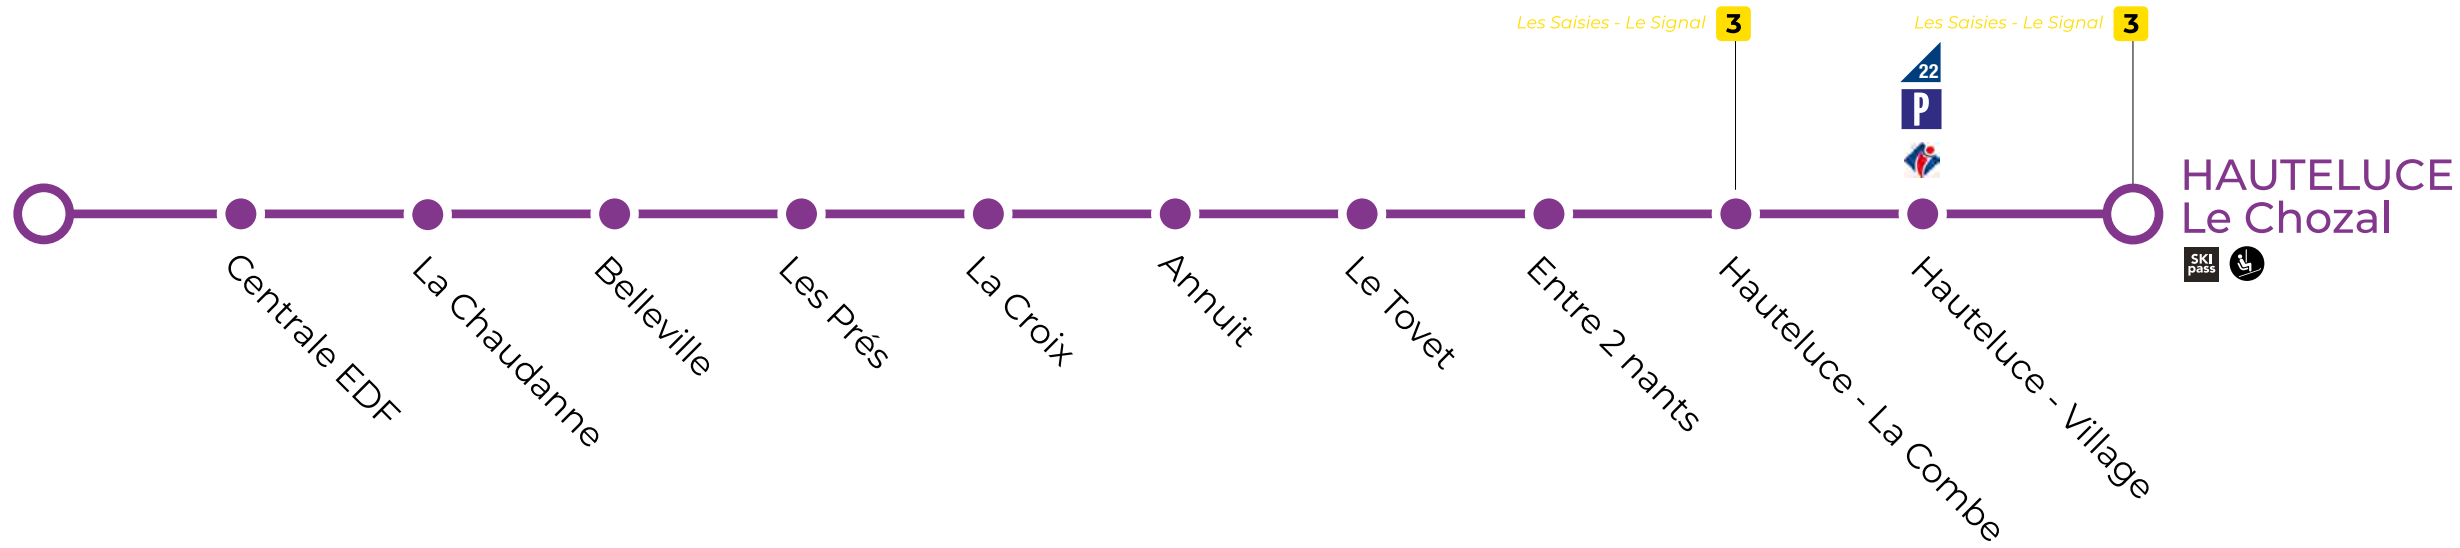 Les Saisies - Le Signal 3
Les Saisies - Le Signal 3
22
P
HAUTELUCE
Le Chozal
SKI
pass
Centrale EDF
La Chaudanne
Belleville
Les Prés
La Croix
Annuit
Le Tovet
Entre 2 nants
Hauteluce - La Combe
Hauteluce - Village